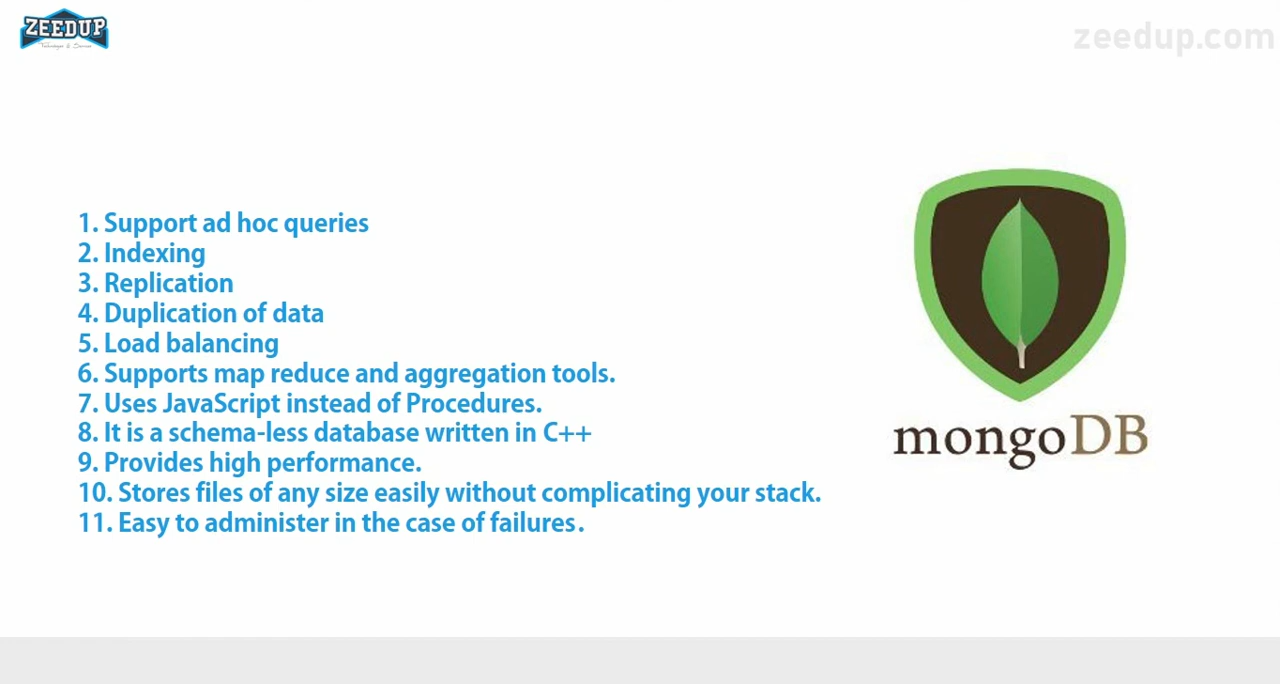 ZEEDUP
zeedup.com
1. Support ad hoc queries
2. Indexing
3. Replication
4. Duplication of data
5. Load balancing
6. Supports map reduce and aggregation tools.
7. Uses JavaScript instead of Procedures.
8. It is a schema-less database written in C++
9. Provides high performance.
10. Stores files of any size easily without complicating your stack.
11. Easy to administer in the case of failures.
mongoDB